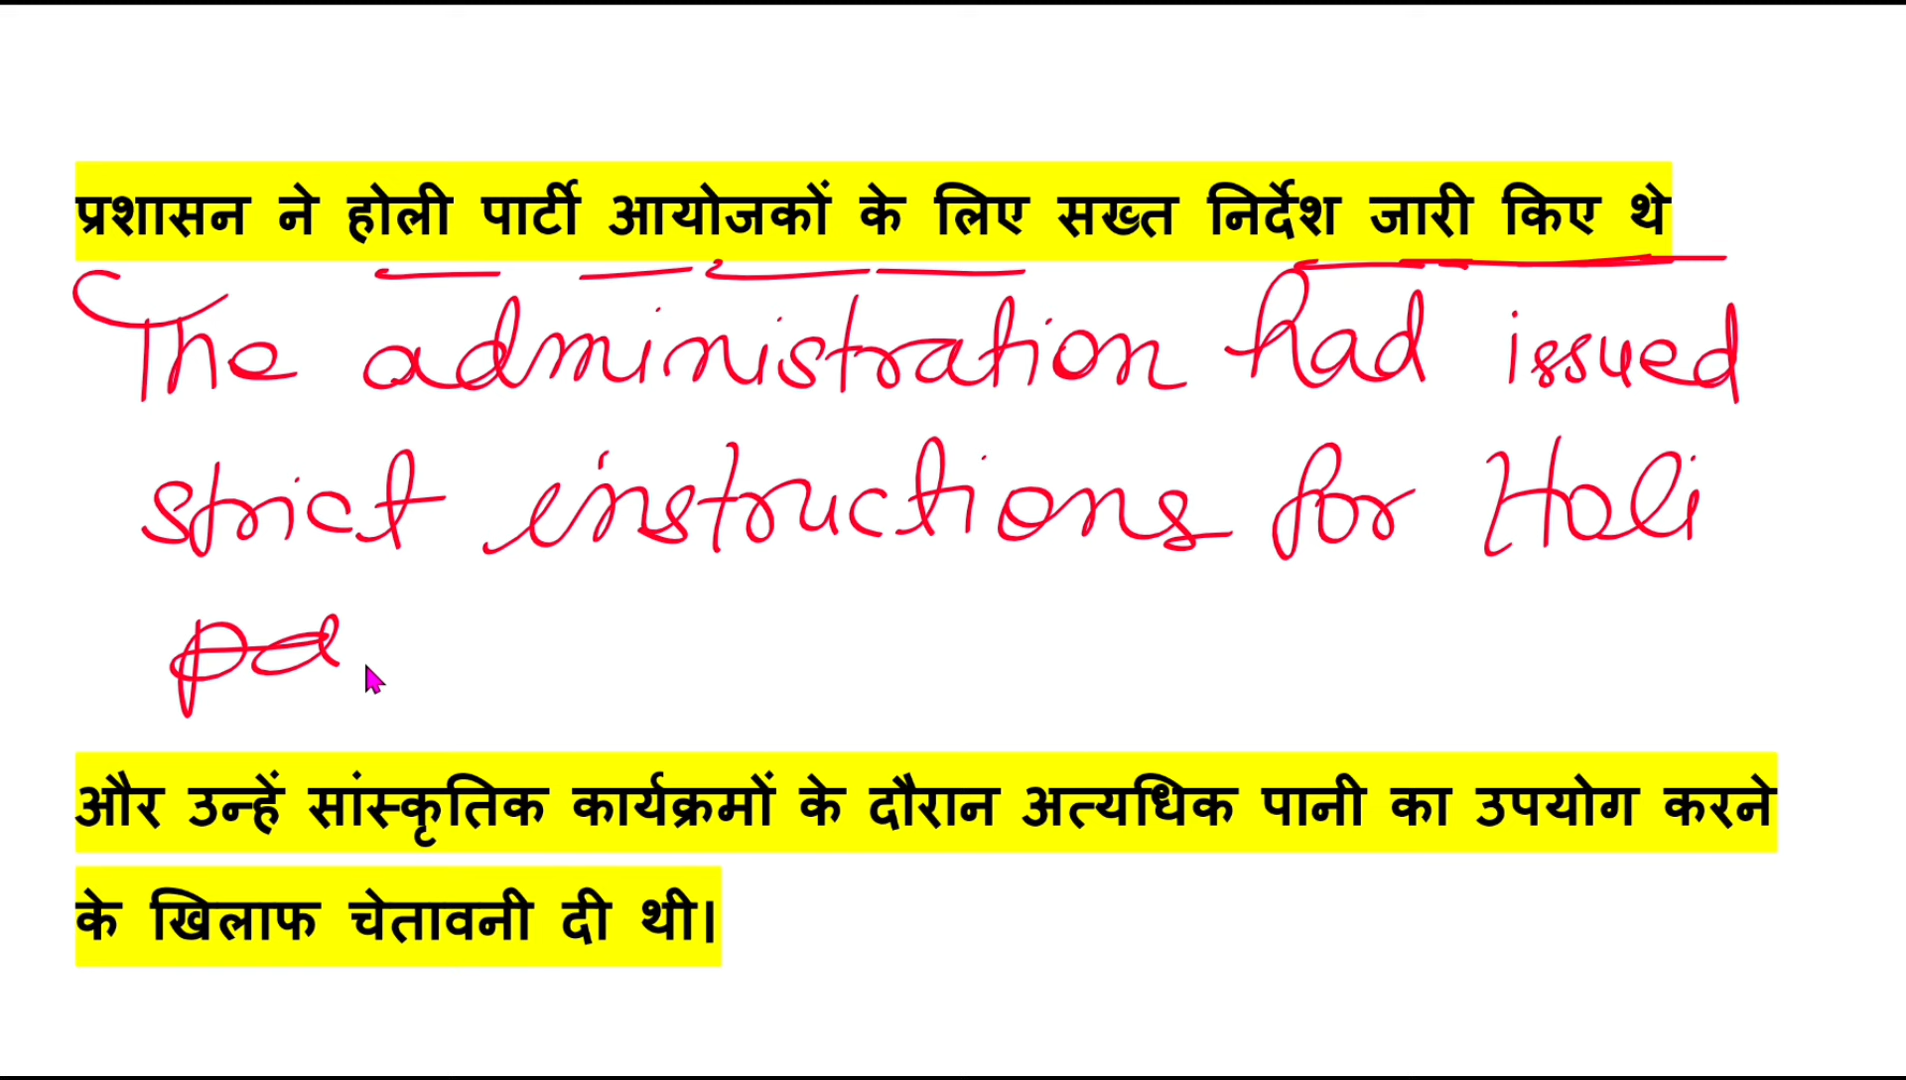 प्रशासन ने होली पार्टी आयोजकों के लिए सख्त निर्देश जारी किए थे
The administration had issued
strict instructions for Holi
pa
और उन्हें सांस्कृतिक कार्यक्रमों के दौरान अत्यधिक पानी का उपयोग करने
के खिलाफ चेतावनी दी थी।